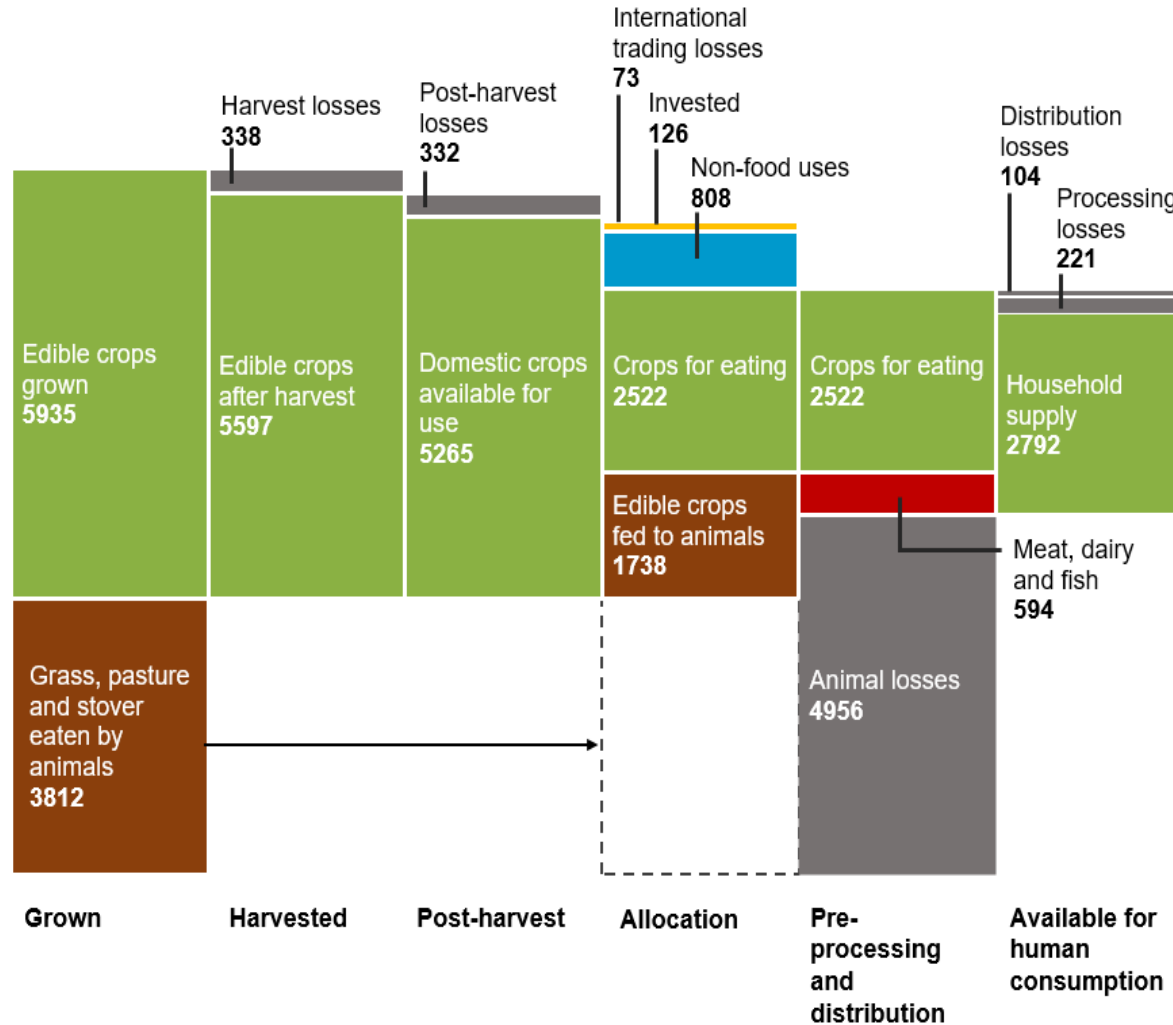 International
trading losses
73
Invested
126
Non-food uses
808
Harvest losses
338
Post-harvest
losses
332
Distribution
losses
104
Processing
losses
221
Edible crops
grown
5935
Edible crops
after harvest
5597
Domestic crops
available for
use
5265
Crops for eating
2522
Crops for eating
2522
Household
supply
2792
Edible crops
fed to animals
1738
Meat, dairy
and fish
594
Grass, pasture
and stover
eaten by
animals
3812
Animal losses
4956
Grown
Harvested
Post-harvest
Allocation
Pre-
processing
and
distribution
Available for
human
consumption